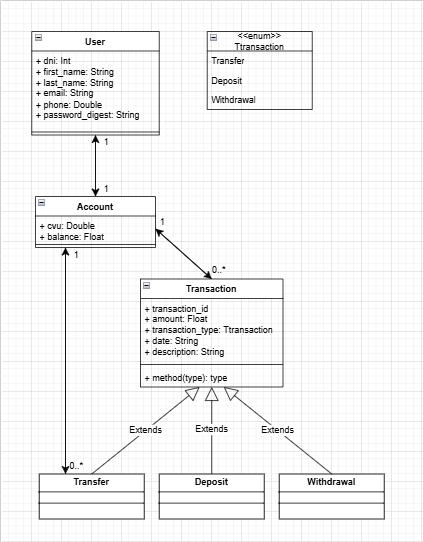 User
+ dni: Int
+ first_name: String
+ last_name: String
+ email: String
+ phone: Double
+ password_digest: String
<<enum>>
Ttransaction
Transfer
Deposit
Withdrawal
1
1
Account
+ cvu: Double
+ balance: Float
1
1
0..*
Transaction
+ transaction_id
+ amount: Float
+ transaction_type: Ttransaction
+ date: String
+ description: String
+ method(type): type
Extends
Extends
Extends
0..*
Transfer
Deposit
Withdrawal